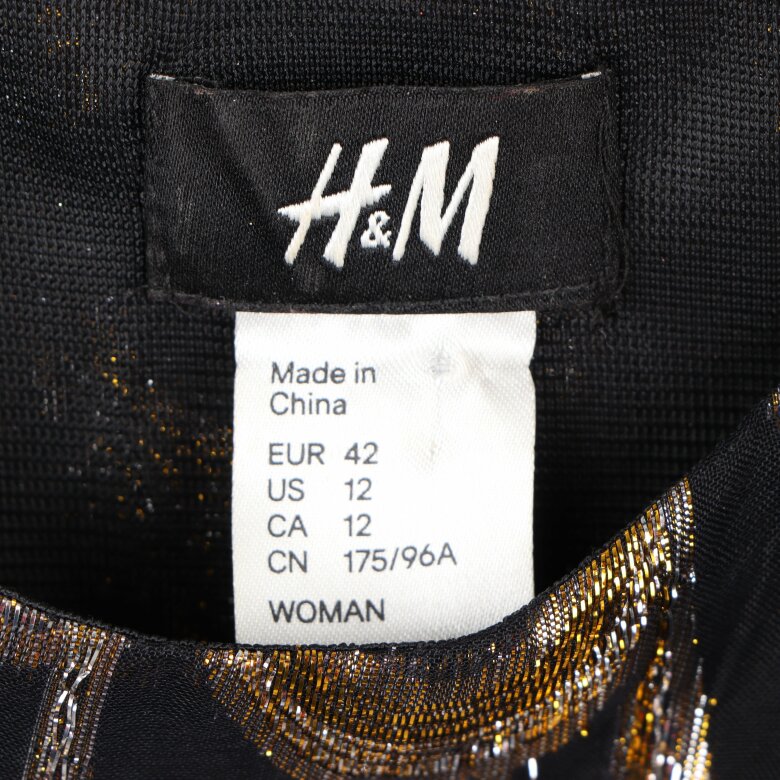 H&M
Made in
China
EUR 42
US 12
CA 12
CN 175/96A
WOMAN